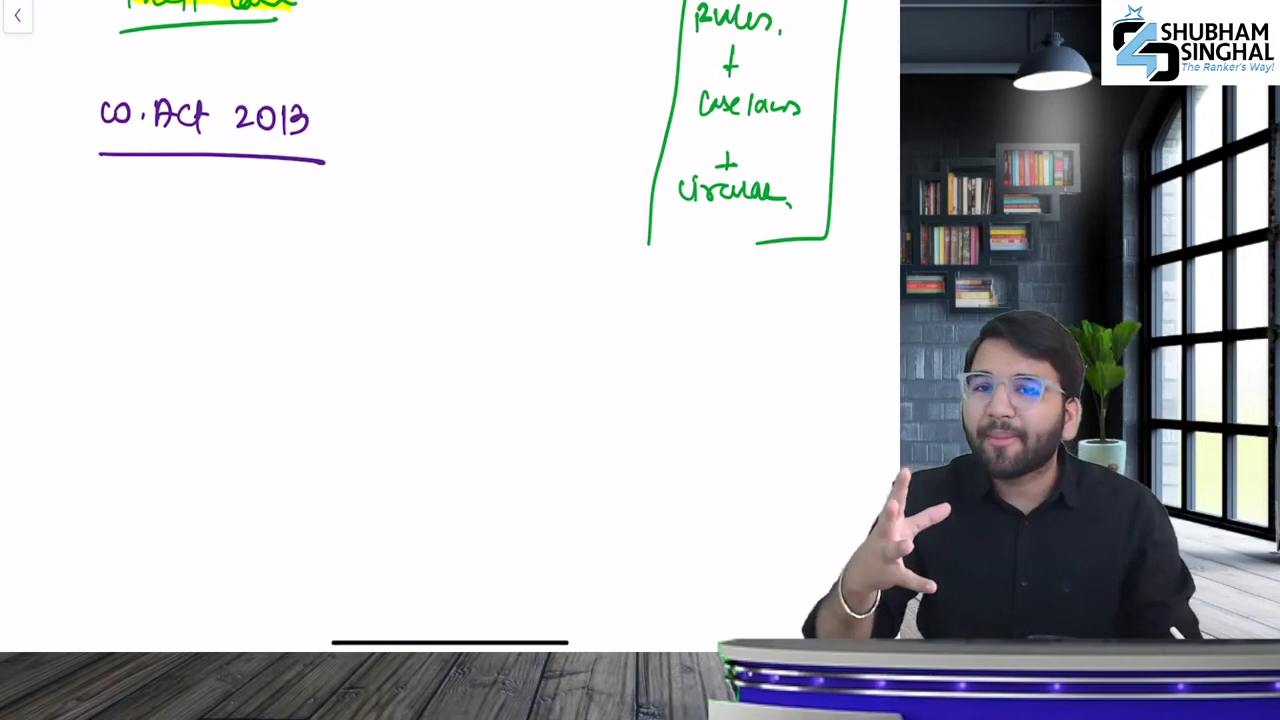 Rules,
+
Case laws
+
Circular,
Co. Act 2013
SHUBHAM
SINGHAL
The Ranker's Way!